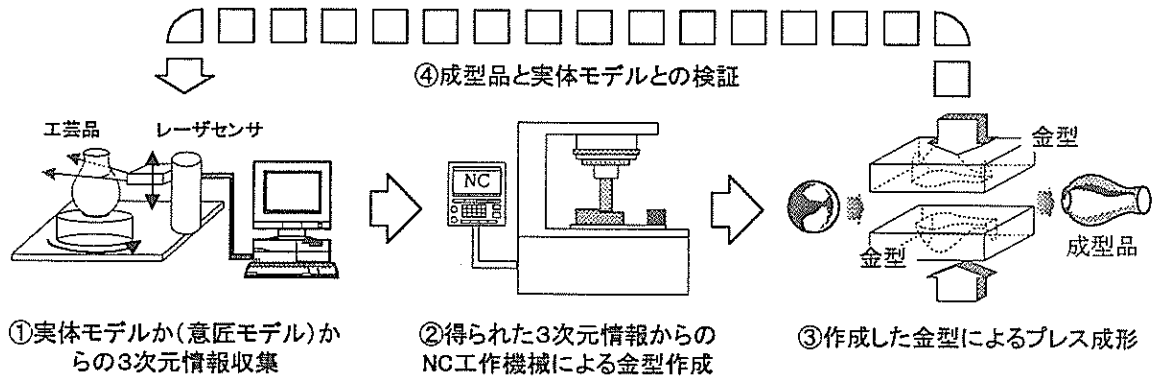 ④成型品と実体モデルとの検証
工芸品
レーザセンサ
NC
金型
金型
成型品
①実体モデルか(意匠モデル)か
らの3次元情報収集
②得られた3次元情報からの
NC工作機械による金型作成
③作成した金型によるプレス成形